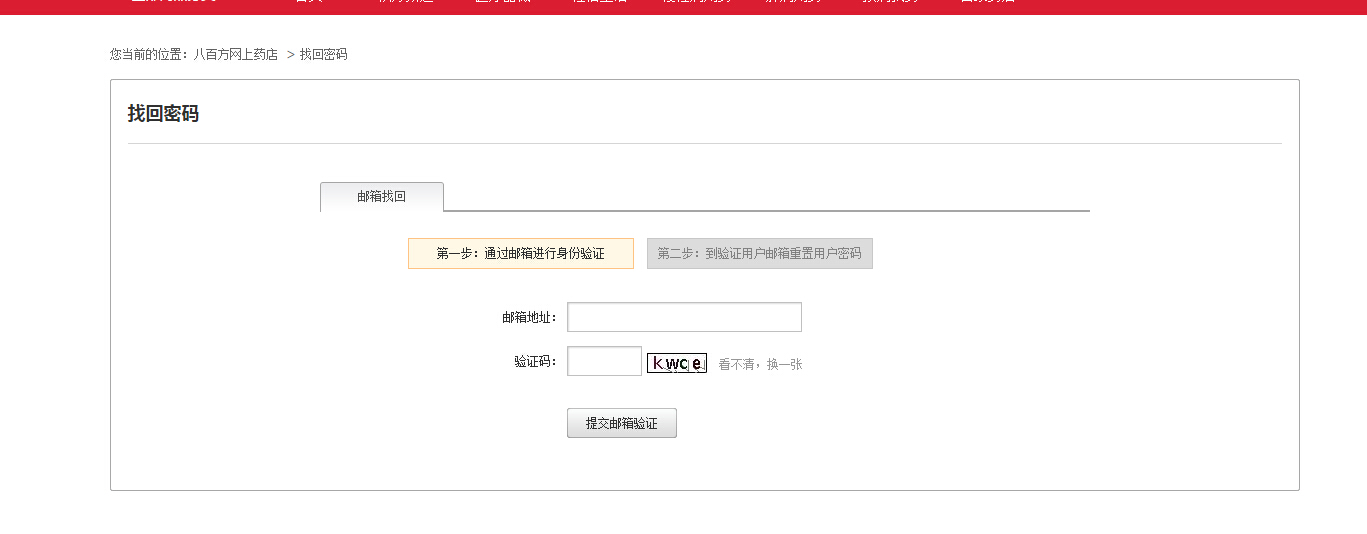 您当前的位置：八百方网上药店 > 找回密码
找回密码
邮箱找回
第一步：通过邮箱进行身份验证 第二步：到验证用户邮箱重置用户密码
邮箱地址：
验证码： kwce 看不清，换一张
提交邮箱验证